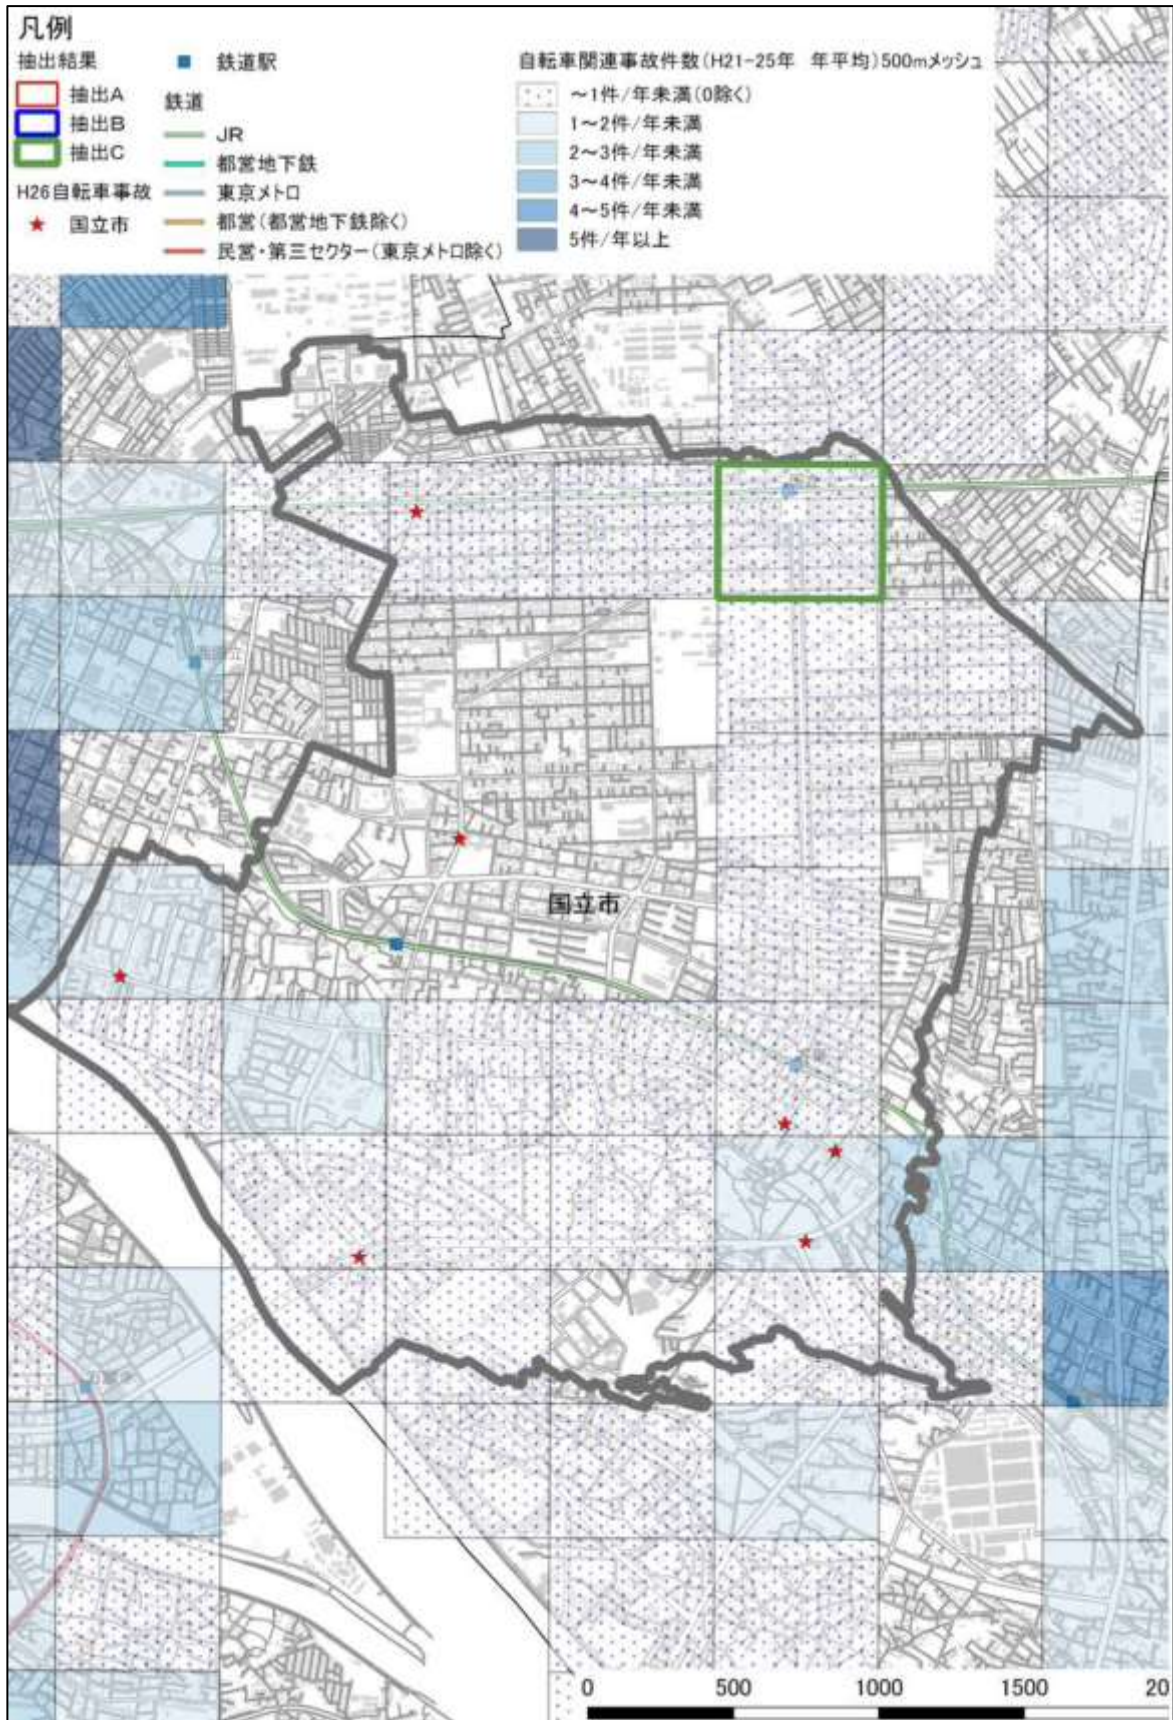 凡例
抽出結果
抽出A
抽出B
抽出C
H26自転車事故
国立市
鉄道駅
鉄道
JR
都営地下鉄
東京メトロ
都営(都営地下鉄除く)
民営・第三セクター(東京メトロ除く)
自転車関連事故件数(H21-25年 年平均)500mメッシュ
~1件/年未満(0除く)
1~2件/年未満
2~3件/年未満
3~4件/年未満
4~5件/年未満
5件/年以上
国立市
0 500 1000 1500 20